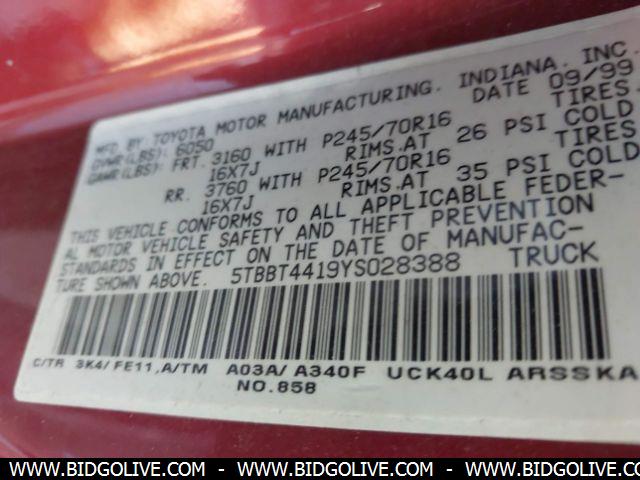 MFD.BY:TOYOTA MOTOR MANUFACTURING. INDIANA. INC.
GVWR(LBS): 6050 DATE 09/99
GAWR(LBS): FRT. 3160 WITH P245/70R16 TIRES.
16X7J RIMS.AT 26 PSI COLD
RR. 3760 WITH P245/70R16 TIRES.
16X7J RIMS.AT 35 PSI COLD
THIS VEHICLE CONFORMS TO ALL APPLICABLE FEDER-
AL MOTOR VEHICLE SAFETY AND THEFT PREVENTION
STANDARDS IN EFFECT ON THE DATE OF MANUFAC-
TURE SHOWN ABOVE. 5TBBT4419YS028388 TRUCK
C/TR 3K4/FE11,A/TM A03A/A340F UCK40L ARSSKA
NO.858
WWW.BIDGOLIVE.COM - WWW.BIDGOLIVE.COM - WWW.BIDGOLIVE.COM